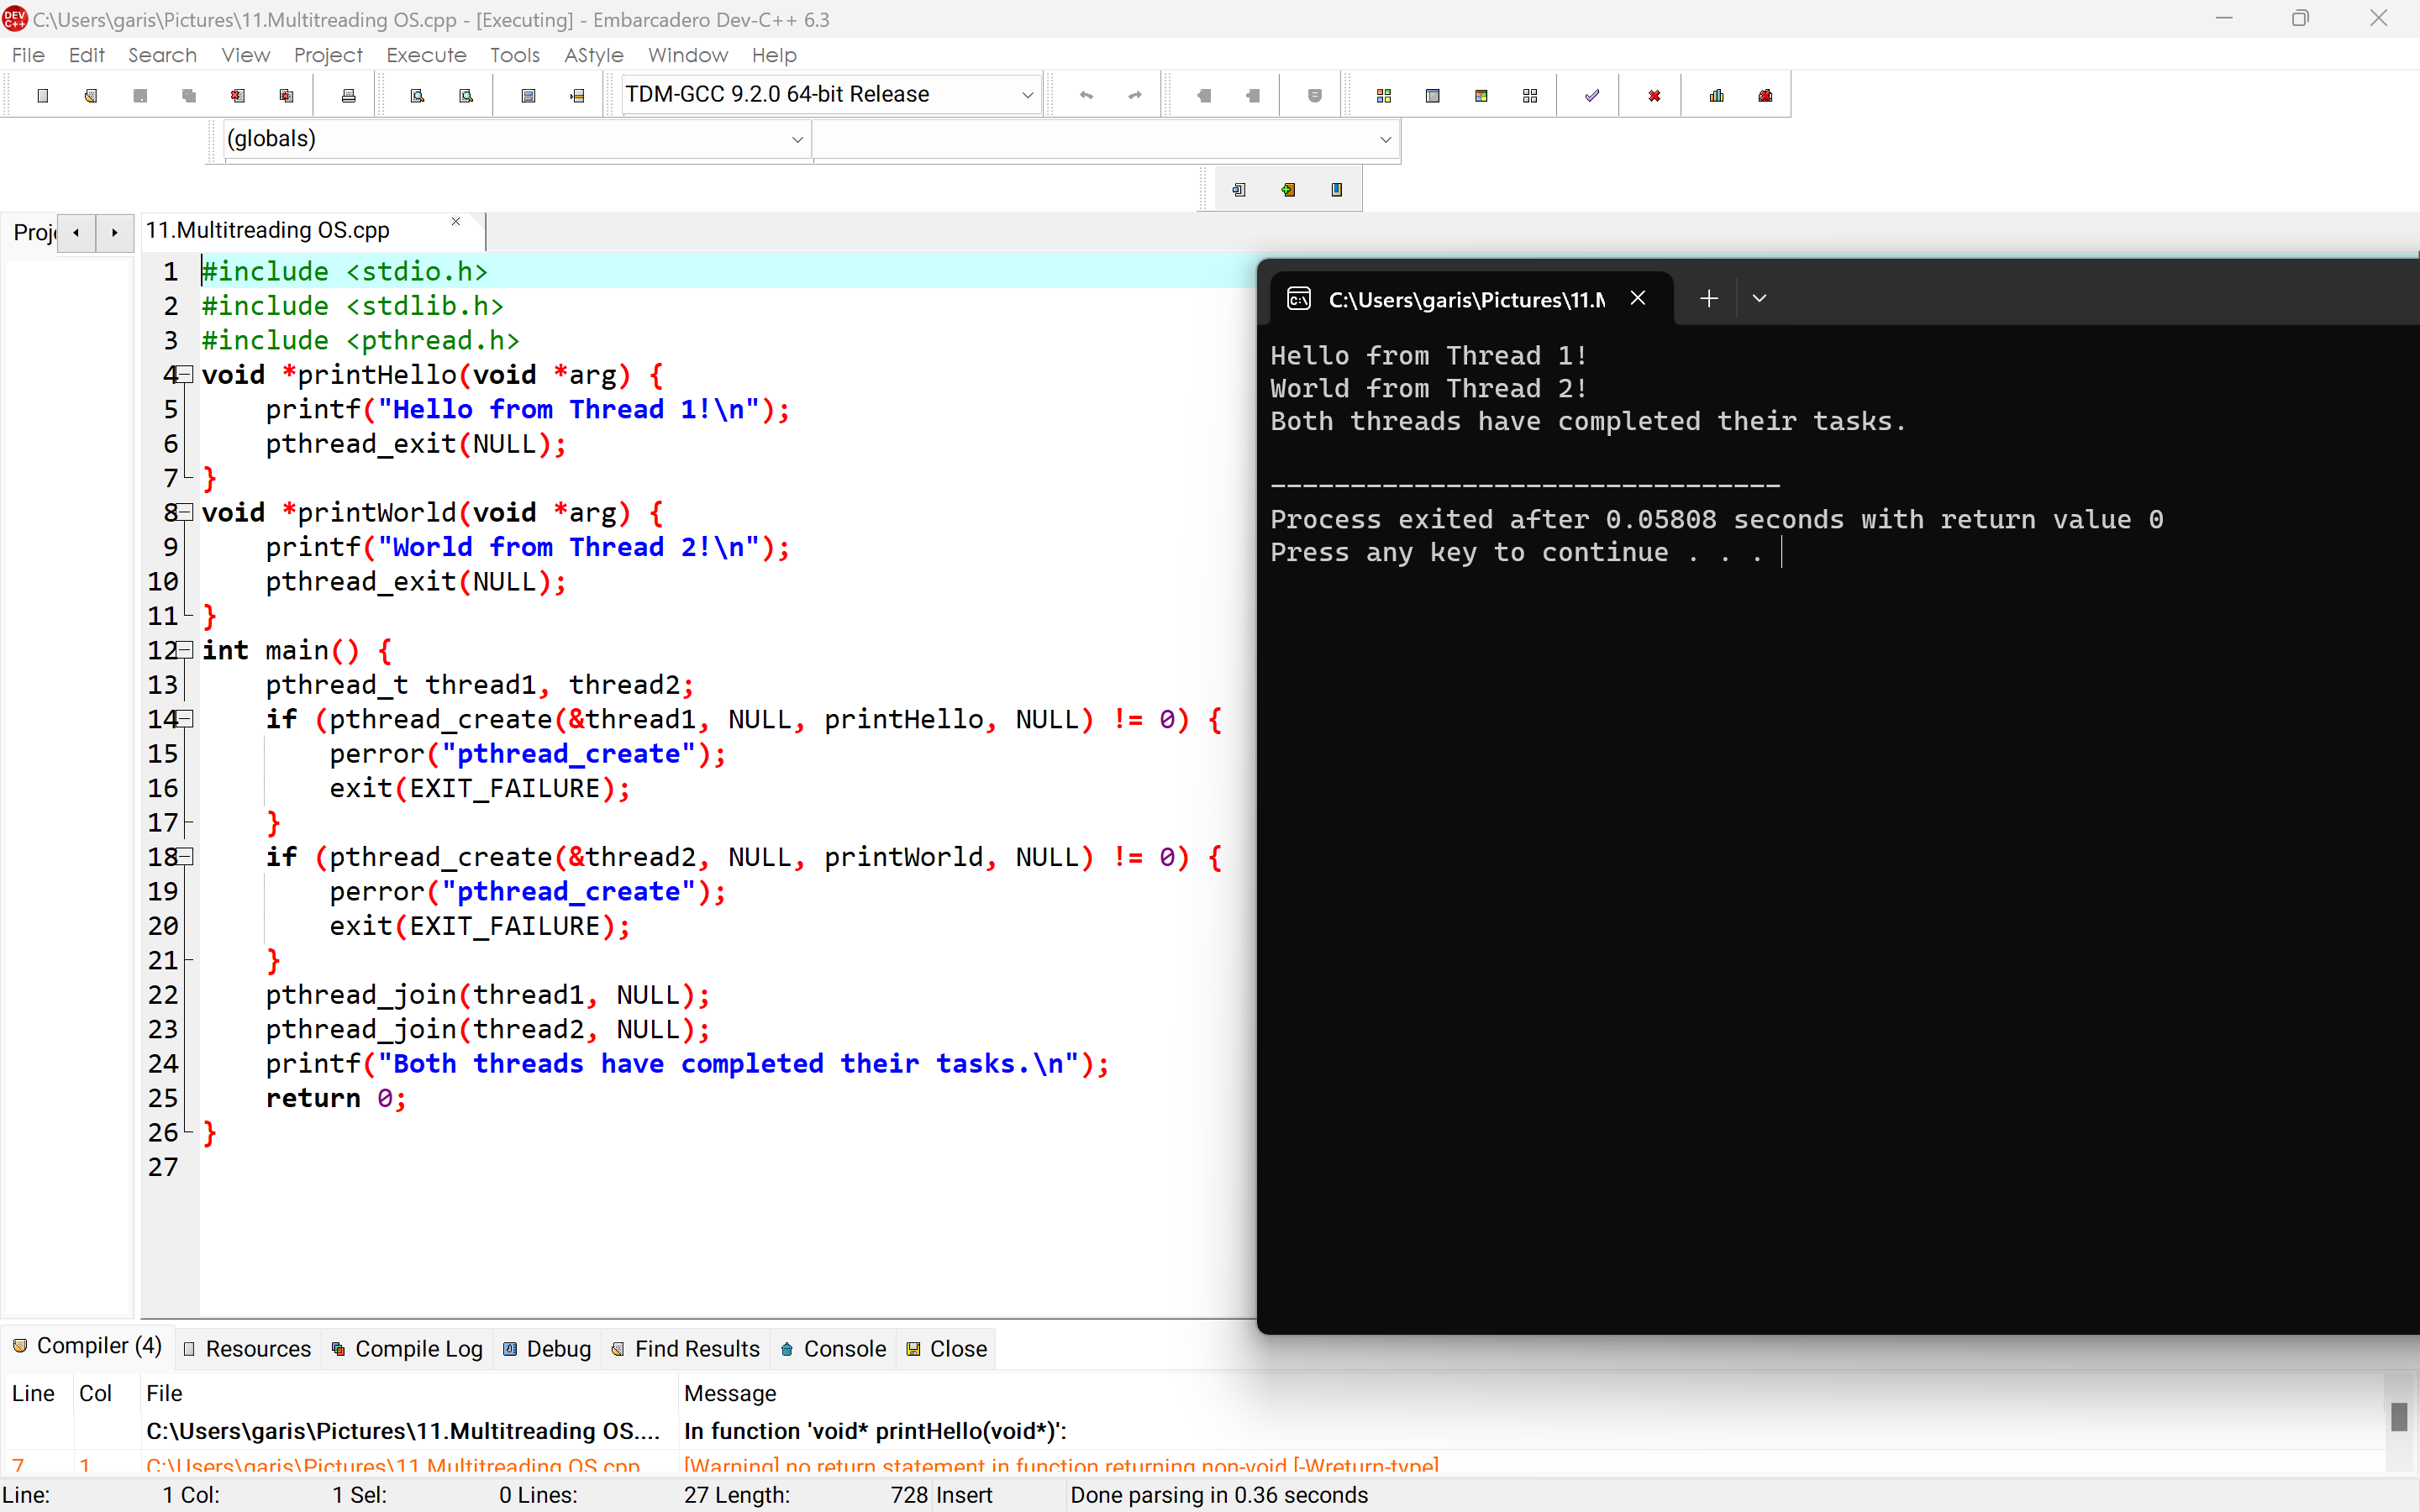 C:\Users\garis\Pictures\11.Multitreading OS.cpp - [Executing] - Embarcadero Dev-C++ 6.3
File Edit Search View Project Execute Tools AStyle Window Help
TDM-GCC 9.2.0 64-bit Release
(globals)
11.Multitreading OS.cpp
1 #include <stdio.h>
2 #include <stdlib.h>
3 #include <pthread.h>
4 void *printHello(void *arg) {
5     printf("Hello from Thread 1!\n");
6     pthread_exit(NULL);
7 }
8 void *printWorld(void *arg) {
9     printf("World from Thread 2!\n");
10     pthread_exit(NULL);
11 }
12 int main() {
13     pthread_t thread1, thread2;
14     if (pthread_create(&thread1, NULL, printHello, NULL) != 0) {
15         perror("pthread_create");
16         exit(EXIT_FAILURE);
17     }
18     if (pthread_create(&thread2, NULL, printWorld, NULL) != 0) {
19         perror("pthread_create");
20         exit(EXIT_FAILURE);
21     }
22     pthread_join(thread1, NULL);
23     pthread_join(thread2, NULL);
24     printf("Both threads have completed their tasks.\n");
25     return 0;
26 }
27
C:\Users\garis\Pictures\11.
Hello from Thread 1!
World from Thread 2!
Both threads have completed their tasks.
--------------------------------
Process exited after 0.05808 seconds with return value 0
Press any key to continue . . .
Compiler (4) Resources Compile Log Debug Find Results Console Close
Line Col File Message
C:\Users\garis\Pictures\11.Multitreading OS.... In function 'void* printHello(void*)':
7 1 C:\Users\garis\Pictures\11.Multitreading OS.cpp [Warning] no return statement in function returning non-void [-Wreturn-type]
Line: 1 Col: 1 Sel: 0 Lines: 27 Length: 728 Insert Done parsing in 0.36 seconds